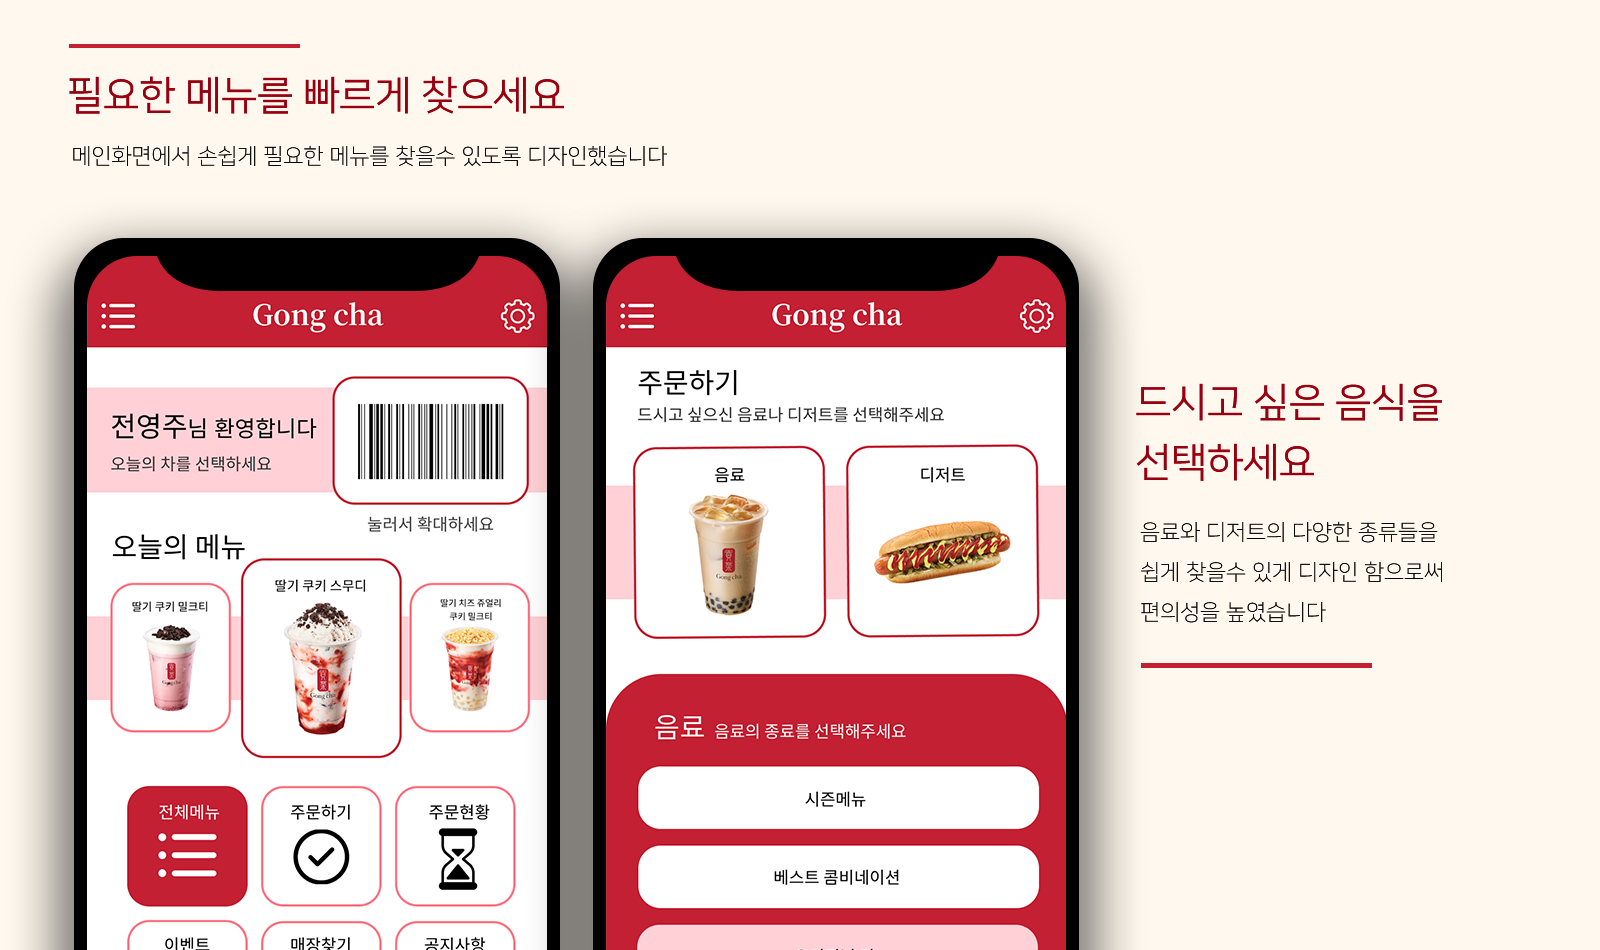 필요한 메뉴를 빠르게 찾으세요
메인화면에서 손쉽게 필요한 메뉴를 찾을수 있도록 디자인했습니다
Gong cha
전영주님 환영합니다
오늘의 차를 선택하세요
눌러서 확대하세요
오늘의 메뉴
딸기 쿠키 밀크티
Gong cha
딸기 쿠키 스무디
Gong cha
딸기 치즈 쥬얼리
쿠키 밀크티
전체메뉴
주문하기
주문현황
이벤트
매장찾기
공지사항
Gong cha
주문하기
드시고 싶으신 음료나 디저트를 선택해주세요
음료
Gong cha
디저트
음료 음료의 종료를 선택해주세요
시즌메뉴
베스트 콤비네이션
드시고 싶은 음식을
선택하세요
음료와 디저트의 다양한 종류들을
쉽게 찾을수 있게 디자인 함으로써
편의성을 높였습니다